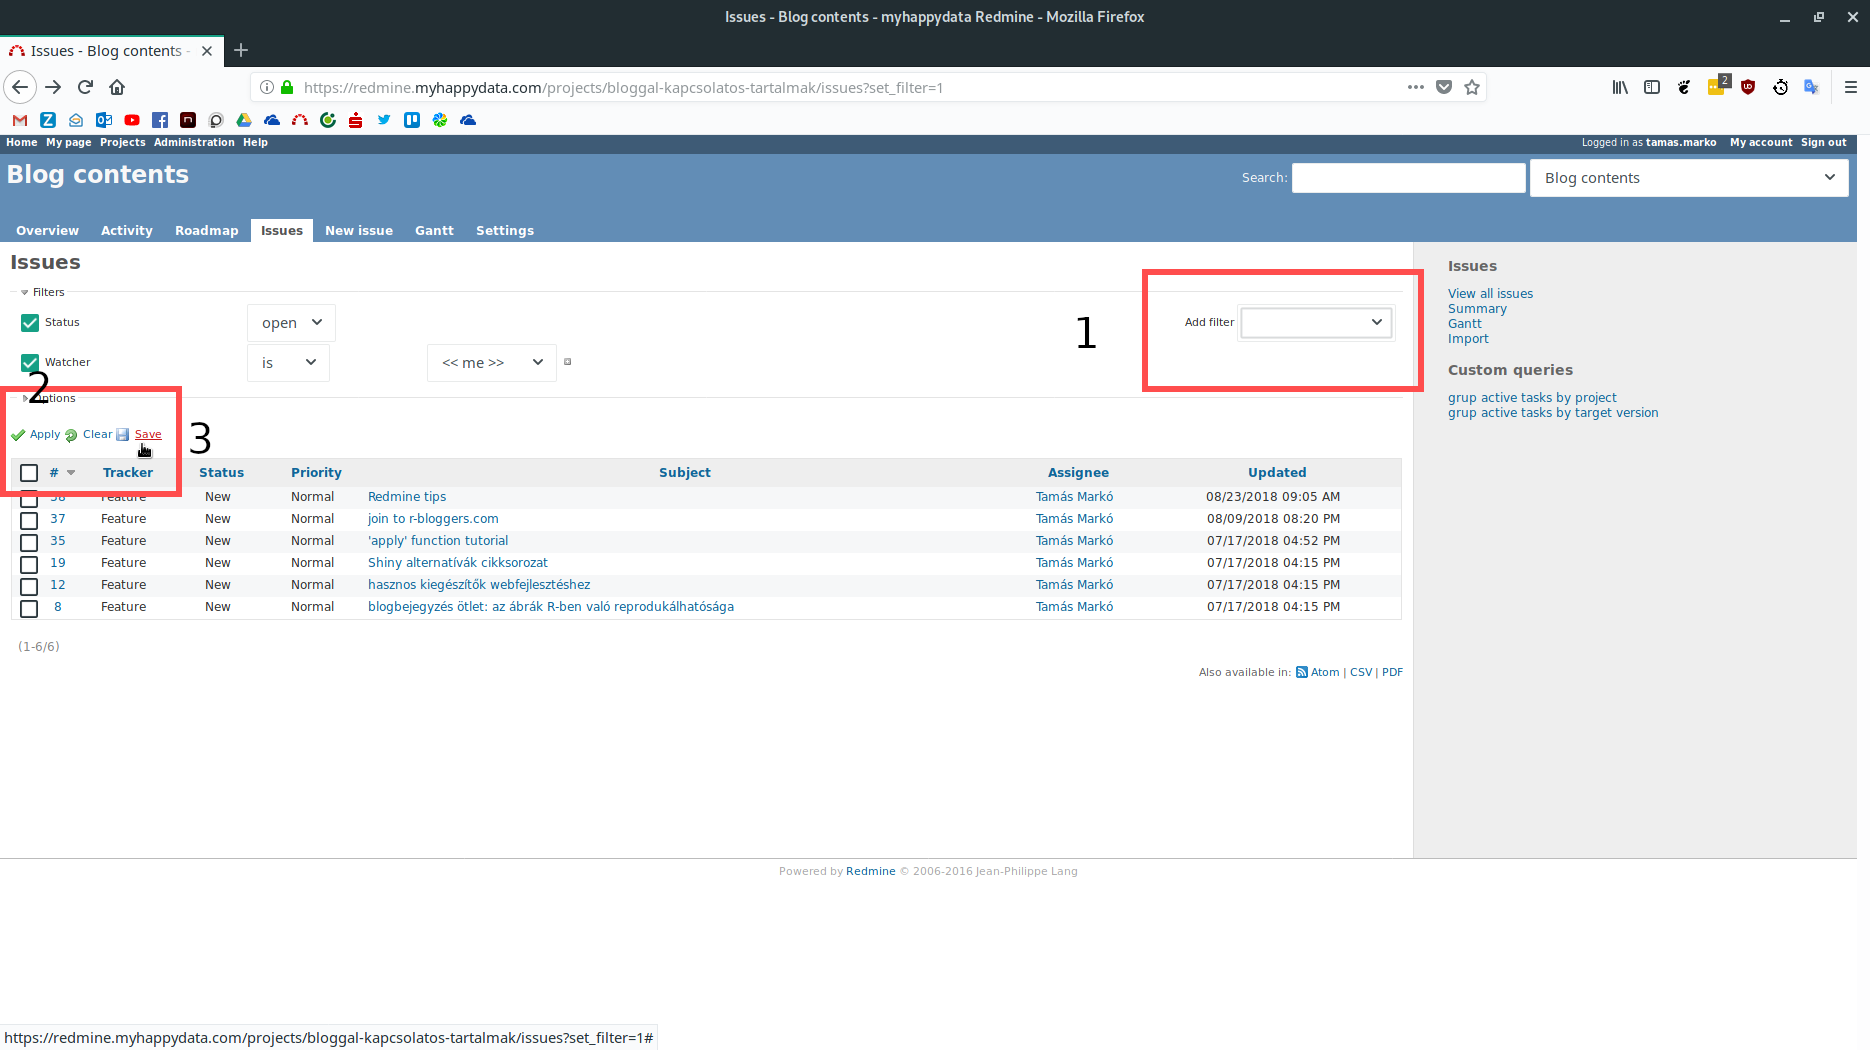 Issues - Blog contents - myhappydata Redmine - Mozilla Firefox
Issues - Blog contents -
https://redmine.myhappydata.com/projects/bloggal-kapcsolatos-tartalmak/issues?set_filter=1
2
Home My page Projects Administration Help
Logged in as tamas.marko My account Sign out
Blog contents
Search:
Blog contents
Overview Activity Roadmap Issues New issue Gantt Settings
Issues
Filters
Status open
Add filter
1
Watcher is << me >>
2
Options
Apply Clear Save
3
# Tracker Status Priority Subject Assignee Updated
38 Feature New Normal Redmine tips Tamás Markó 08/23/2018 09:05 AM
37 Feature New Normal join to r-bloggers.com Tamás Markó 08/09/2018 08:20 PM
35 Feature New Normal 'apply' function tutorial Tamás Markó 07/17/2018 04:52 PM
19 Feature New Normal Shiny alternatívák cikksorozat Tamás Markó 07/17/2018 04:15 PM
12 Feature New Normal hasznos kiegészítők webfejlesztéshez Tamás Markó 07/17/2018 04:15 PM
8 Feature New Normal blogbejegyzés ötlet: az ábrák R-ben való reprodukálhatósága Tamás Markó 07/17/2018 04:15 PM
(1-6/6)
Also available in: Atom | CSV | PDF
Issues
View all issues
Summary
Gantt
Import
Custom queries
grup active tasks by project
grup active tasks by target version
Powered by Redmine © 2006-2016 Jean-Philippe Lang
https://redmine.myhappydata.com/projects/bloggal-kapcsolatos-tartalmak/issues?set_filter=1#